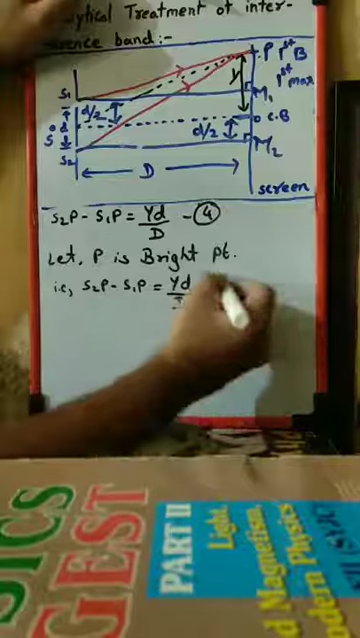 Analytical Treatment of inter-
ference band:-
P 1st B
1st max
y
S1
M1
d/2
d
S
o C.B
d/2
S2
M2
D
screen
S2P - S1P = Yd/D - 4
Let, P is Bright Pt.
i.e, S2P - S1P = Yd
PART II
Light,
Magnetism,
Modern Physics